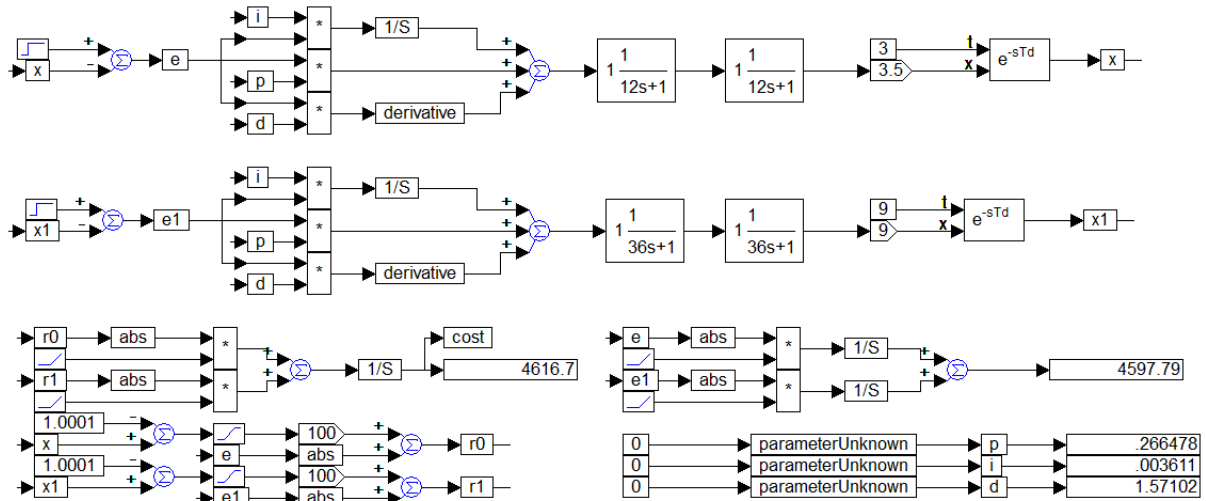 i * 1/S
+ + 1 3 t
x - Σ e p * + Σ 1 12s+1 1 1 12s+1 3.5 x e-sTd x
+
d * derivative
i * 1/S
+ + 1 9 t
x1 - Σ e1 p * + Σ 1 36s+1 1 1 36s+1 9 x e-sTd x1
+
d * derivative
r0 abs * cost
+ Σ 1/S 4616.7
r1 abs * +
e abs * 1/S
+ Σ 4597.79
e1 abs * 1/S +
1.0001 - Σ 100 +
x + e abs + Σ r0
1.0001 - Σ 100 +
x1 + e1 abs + Σ r1
0 parameterUnknown p .266478
0 parameterUnknown i .003611
0 parameterUnknown d 1.57102